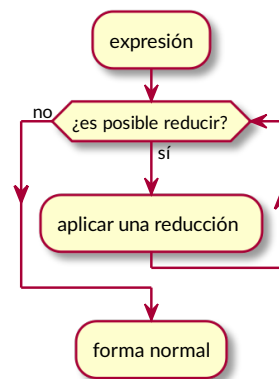 expresión
no
¿es posible reducir?
sí
aplicar una reducción
forma normal